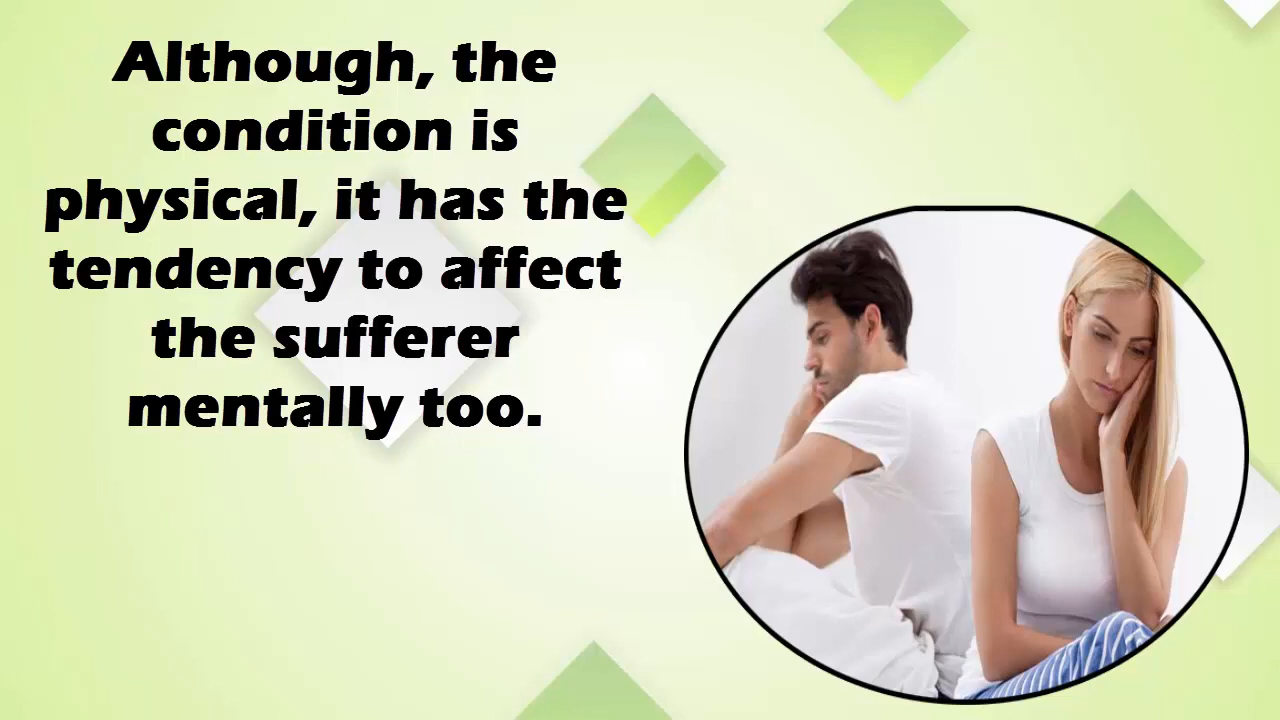 Although, the
condition is
physical, it has the
tendency to affect
the sufferer
mentally too.